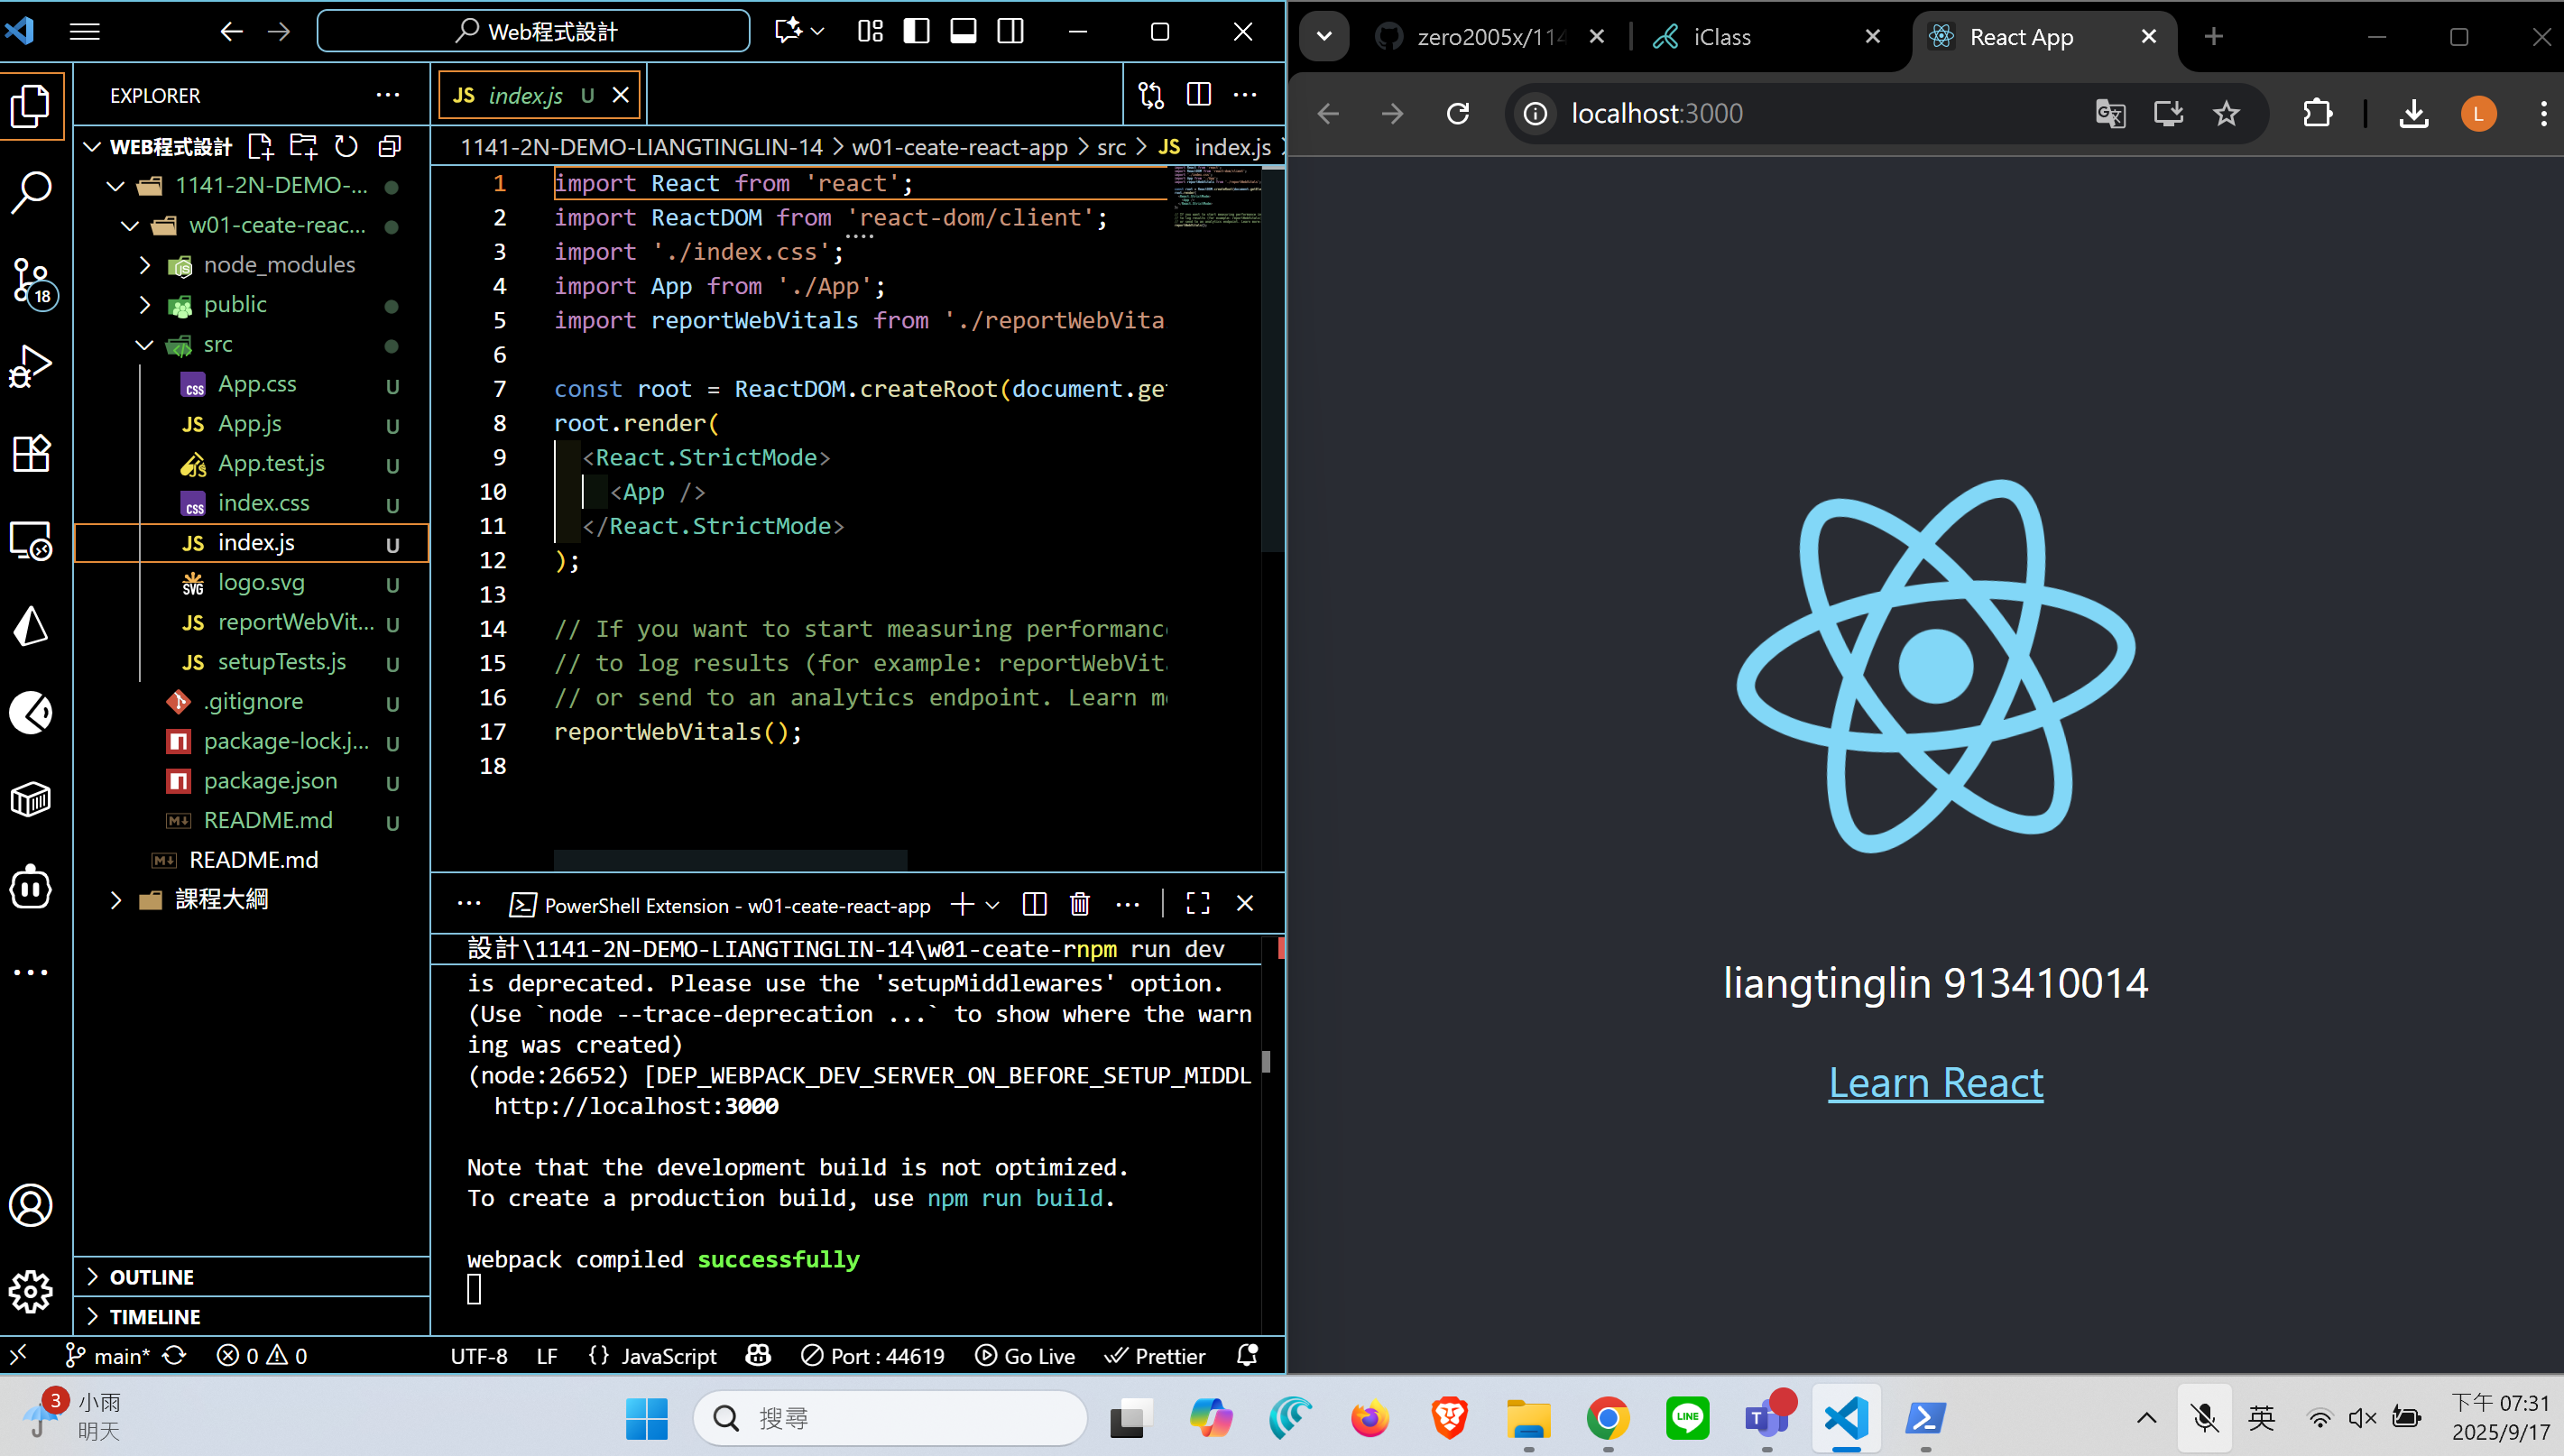 Web程式設計
EXPLORER
WEB程式設計
1141-2N-DEMO-...
w01-ceate-reac...
node_modules
public
src
App.css U
App.js U
App.test.js U
index.css U
index.js U
logo.svg U
reportWebVit... U
setupTests.js U
.gitignore U
package-lock.j... U
package.json U
README.md U
README.md
課程大綱
OUTLINE
TIMELINE
18
JS index.js U
1141-2N-DEMO-LIANGTINGLIN-14 > w01-ceate-react-app > src > JS index.js
1 import React from 'react';
2 import ReactDOM from 'react-dom/client';
3 import './index.css';
4 import App from './App';
5 import reportWebVitals from './reportWebVita
6
7 const root = ReactDOM.createRoot(document.ge
8 root.render(
9 <React.StrictMode>
10 <App />
11 </React.StrictMode>
12 );
13
14 // If you want to start measuring performanc
15 // to log results (for example: reportWebVit
16 // or send to an analytics endpoint. Learn m
17 reportWebVitals();
18
PowerShell Extension - w01-ceate-react-app
設計\1141-2N-DEMO-LIANGTINGLIN-14\w01-ceate-rnpm run dev
is deprecated. Please use the 'setupMiddlewares' option.
(Use `node --trace-deprecation ...` to show where the warn
ing was created)
(node:26652) [DEP_WEBPACK_DEV_SERVER_ON_BEFORE_SETUP_MIDDL
http://localhost:3000
Note that the development build is not optimized.
To create a production build, use npm run build.
webpack compiled successfully
main* 0 0 UTF-8 LF {} JavaScript Port : 44619 Go Live Prettier
zero2005x/114
iClass
React App
localhost:3000
L
liangtinglin 913410014
Learn React
3
小雨
明天
搜尋
LINE
英
下午 07:31
2025/9/17